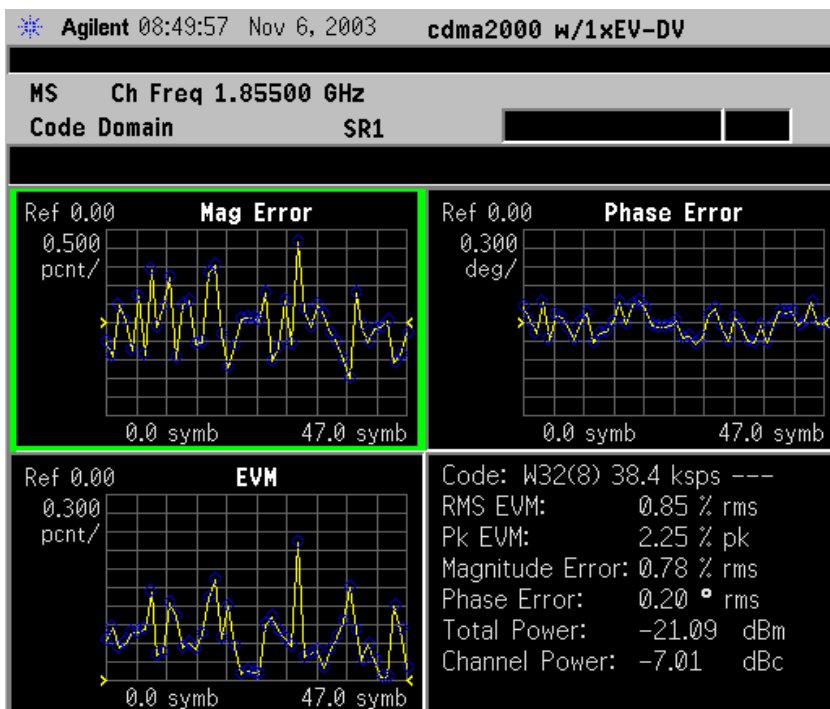 Agilent 08:49:57 Nov 6, 2003 cdma2000 w/1xEV-DV
MS Ch Freq 1.85500 GHz
Code Domain SR1
Ref 0.00 Mag Error
0.500
pcnt/
0.0 symb 47.0 symb
Ref 0.00 Phase Error
0.300
deg/
0.0 symb 47.0 symb
Ref 0.00 EVM
0.300
pcnt/
0.0 symb 47.0 symb
Code: W32(8) 38.4 ksps ---
RMS EVM: 0.85 % rms
Pk EVM: 2.25 % pk
Magnitude Error: 0.78 % rms
Phase Error: 0.20 ° rms
Total Power: -21.09 dBm
Channel Power: -7.01 dBc